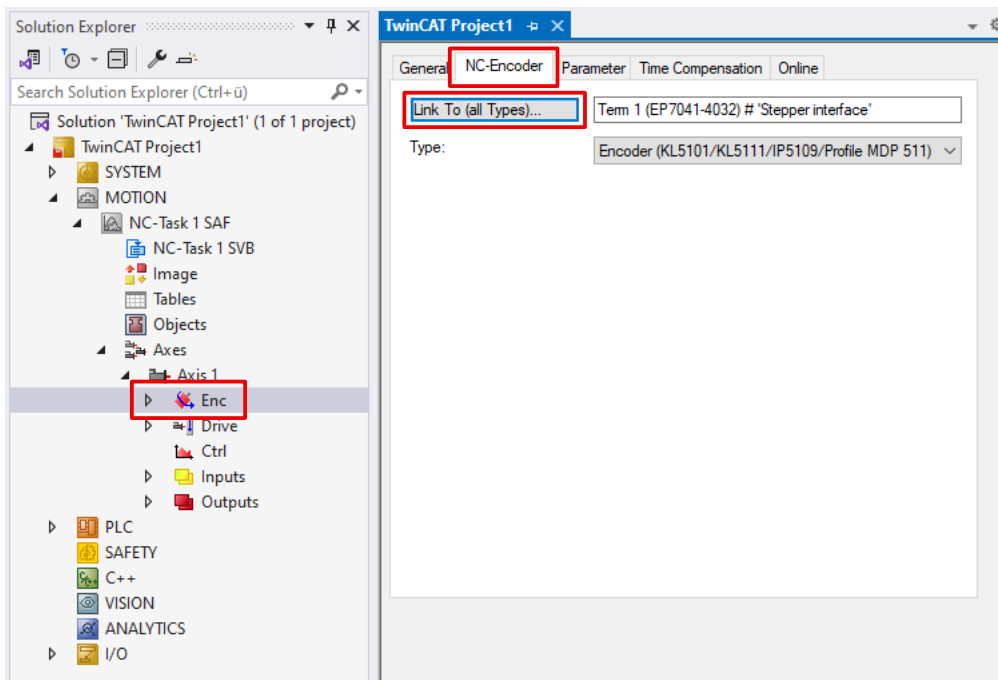 Solution Explorer
Search Solution Explorer (Ctrl+ü)
Solution 'TwinCAT Project1' (1 of 1 project)
TwinCAT Project1
SYSTEM
MOTION
NC-Task 1 SAF
NC-Task 1 SVB
Image
Tables
Objects
Axes
Axis 1
Enc
Drive
Ctrl
Inputs
Outputs
PLC
SAFETY
C++
VISION
ANALYTICS
I/O
TwinCAT Project1
General NC-Encoder Parameter Time Compensation Online
Link To (all Types)... Term 1 (EP7041-4032) # 'Stepper interface'
Type: Encoder (KL5101/KL5111/IP5109/Profile MDP 511)